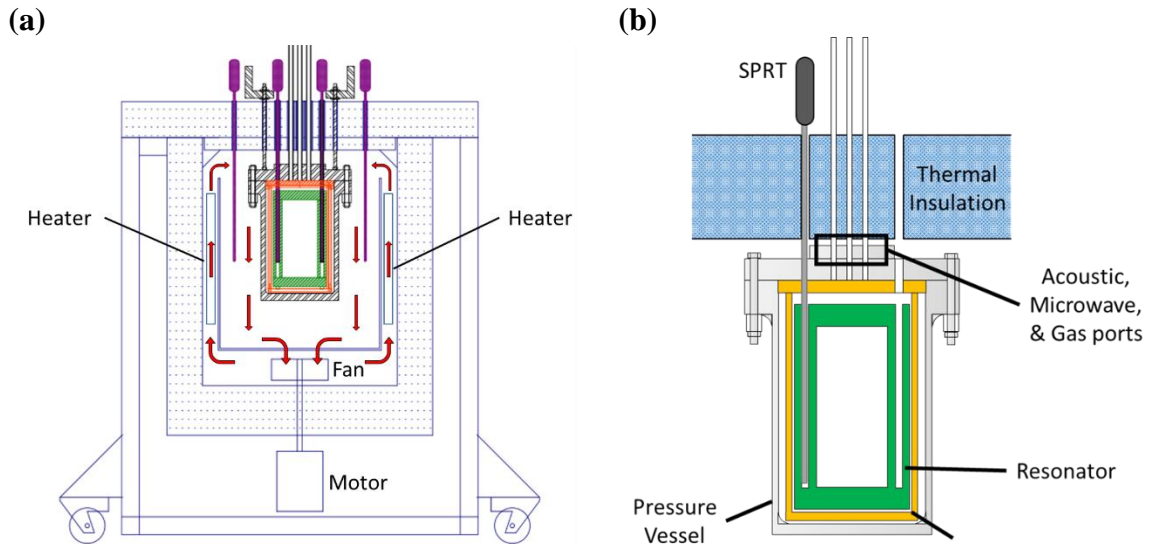 (a)
Heater
Heater
Fan
Motor
(b)
SPRT
Thermal
Insulation
Acoustic,
Microwave,
& Gas ports
Resonator
Pressure
Vessel